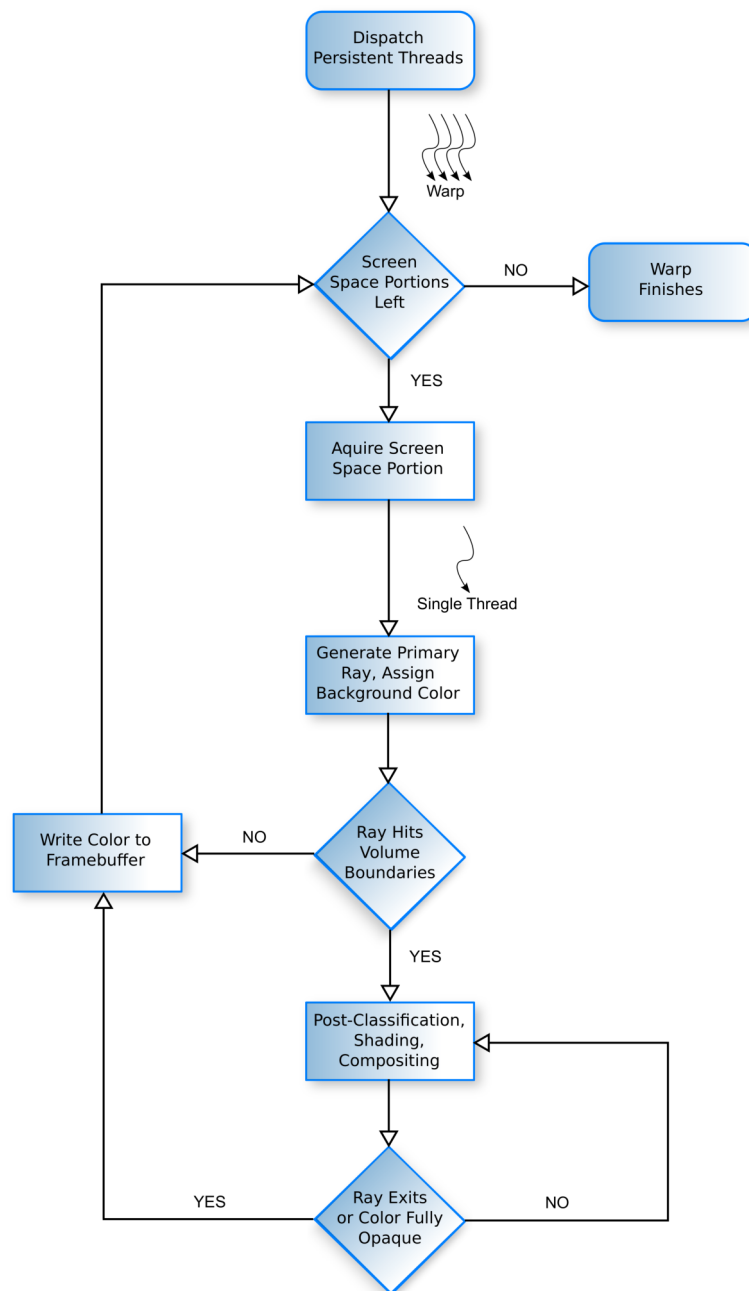 Dispatch
Persistent Threads
Warp
Screen
Space Portions
Left
NO
Warp
Finishes
YES
Aquire Screen
Space Portion
Single Thread
Generate Primary
Ray, Assign
Background Color
Write Color to
Framebuffer
NO
Ray Hits
Volume
Boundaries
YES
Post-Classification,
Shading,
Compositing
YES
Ray Exits
or Color Fully
Opaque
NO